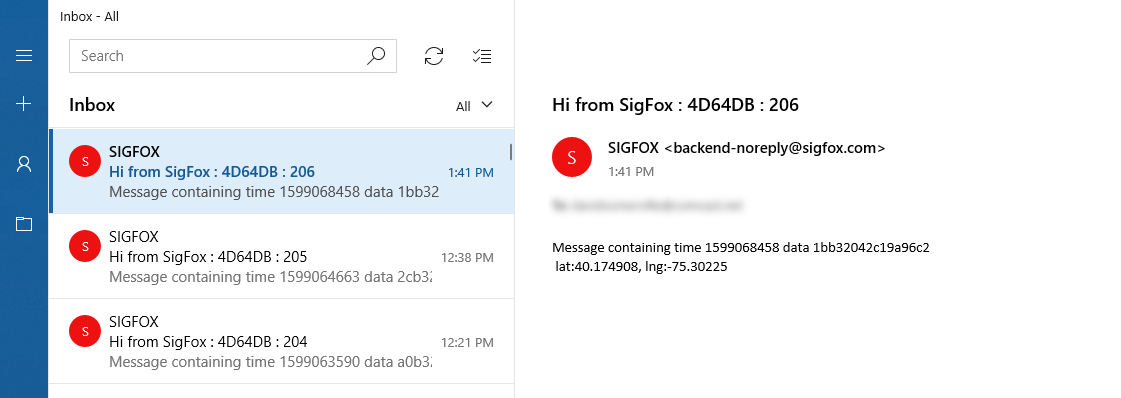 Inbox - All
Search
Inbox
All
S
SIGFOX
Hi from SigFox : 4D64DB : 206
1:41 PM
Message containing time 1599068458 data 1bb32
S
SIGFOX
Hi from SigFox : 4D64DB : 205
12:38 PM
Message containing time 1599064663 data 2cb32
S
SIGFOX
Hi from SigFox : 4D64DB : 204
12:21 PM
Message containing time 1599063590 data a0b32
Hi from SigFox : 4D64DB : 206
S
SIGFOX <backend-noreply@sigfox.com>
1:41 PM
Message containing time 1599068458 data 1bb32042c19a96c2
lat:40.174908, lng:-75.30225